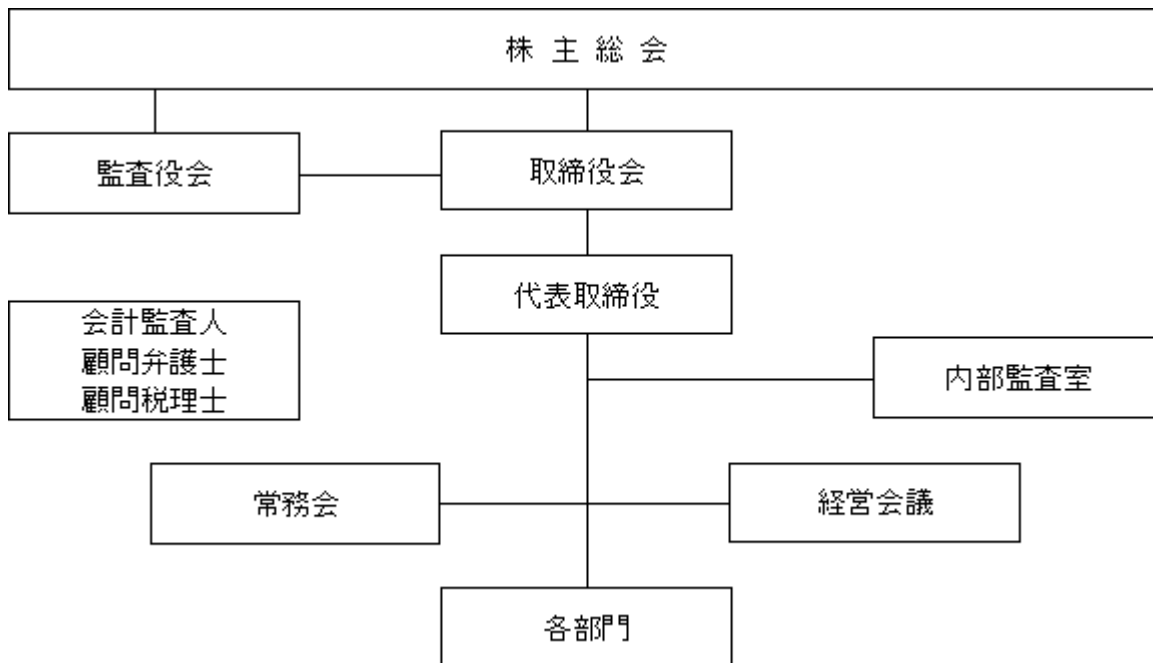 株主総会
監査役会
取締役会
代表取締役
会計監査人
顧問弁護士
顧問税理士
内部監査室
常務会
経営会議
各部門